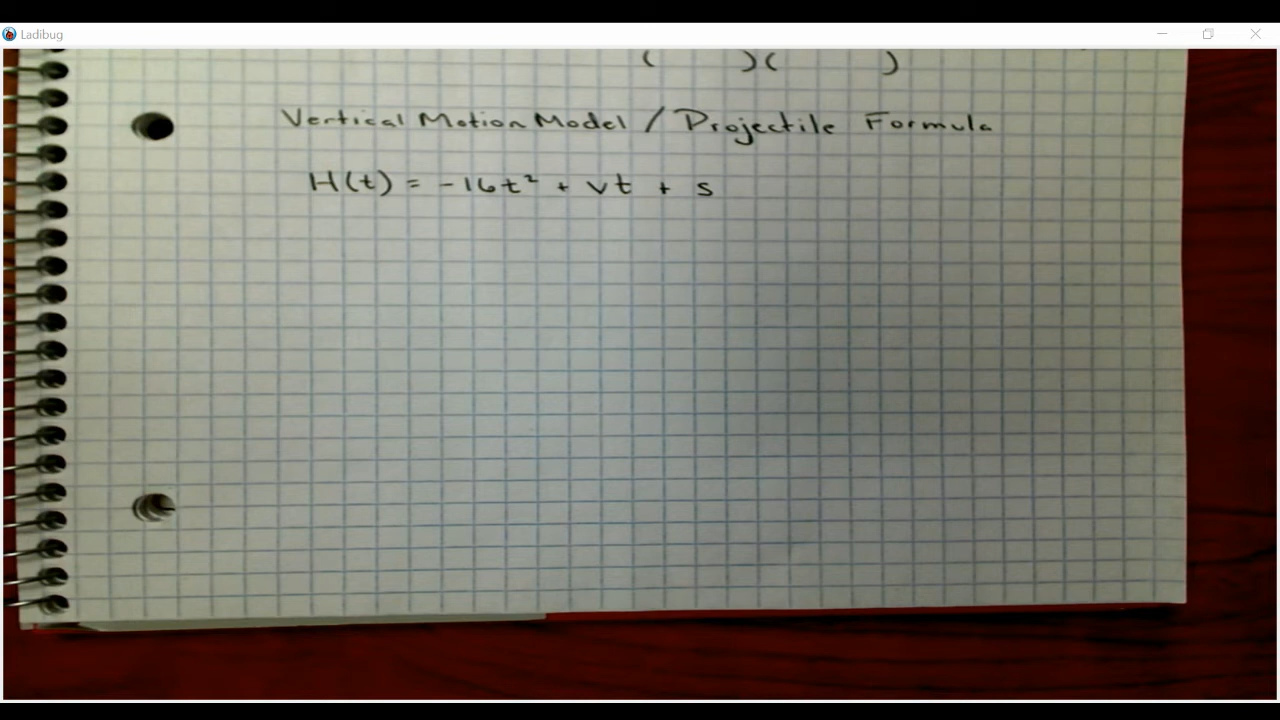 Ladibug
( )( )
Vertical Motion Model / Projectile Formula
H(t) = -16t² + vt + s